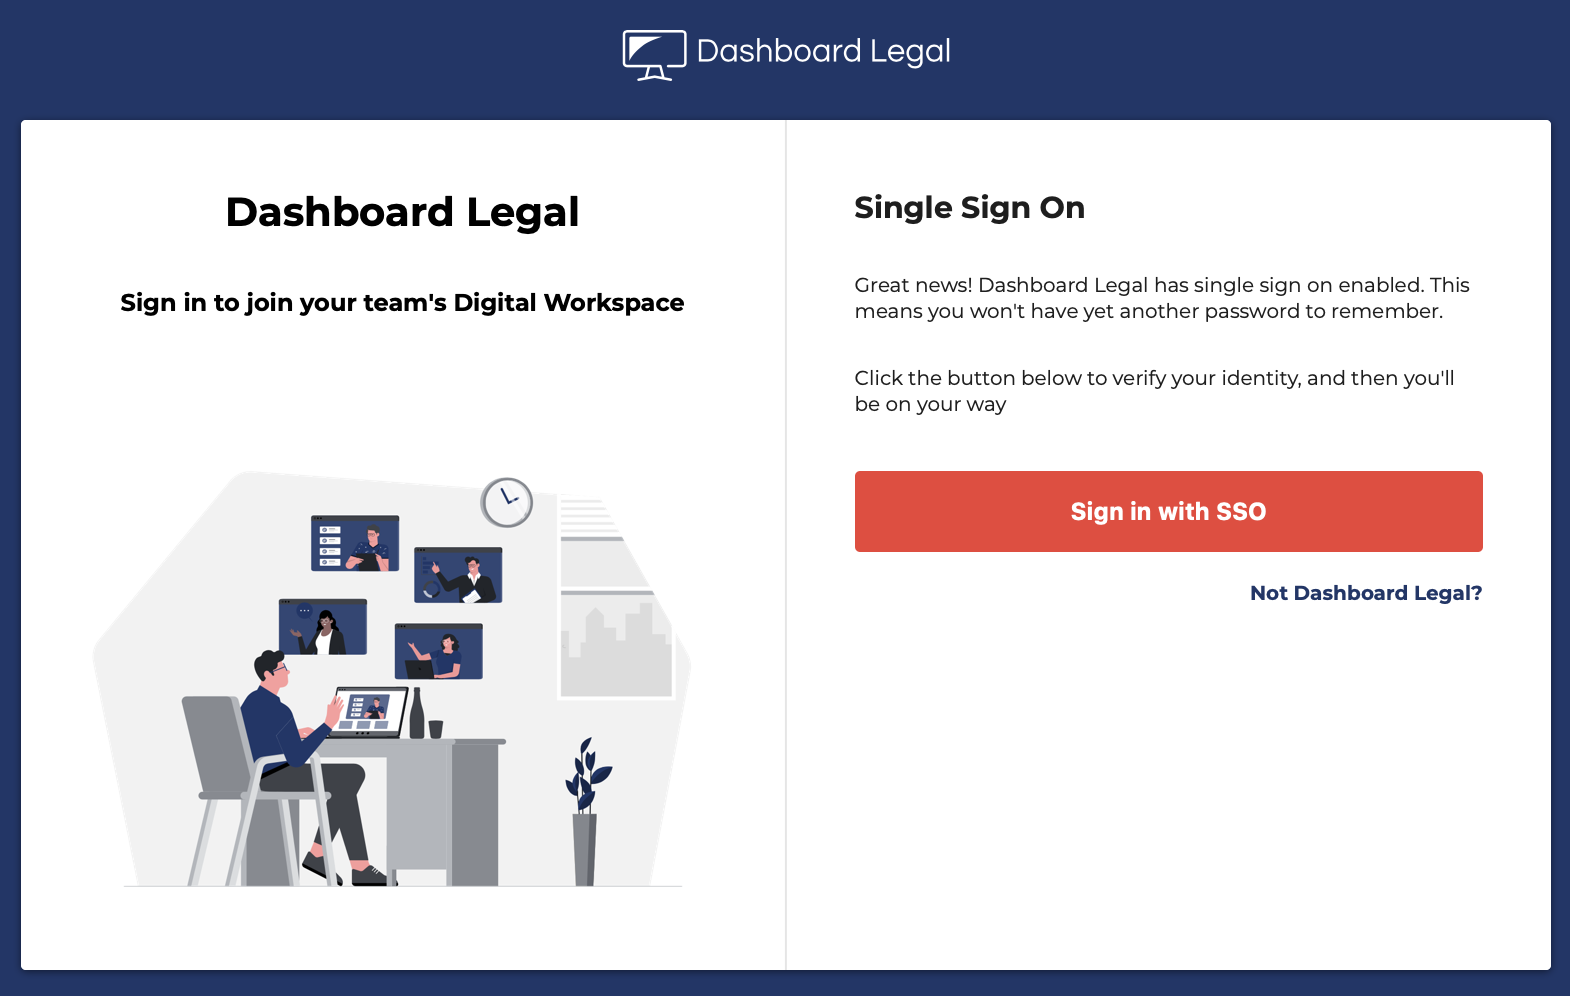 Dashboard Legal
Dashboard Legal
Sign in to join your team's Digital Workspace
Single Sign On
Great news! Dashboard Legal has single sign on enabled. This
means you won't have yet another password to remember.
Click the button below to verify your identity, and then you'll
be on your way
Sign in with SSO
Not Dashboard Legal?